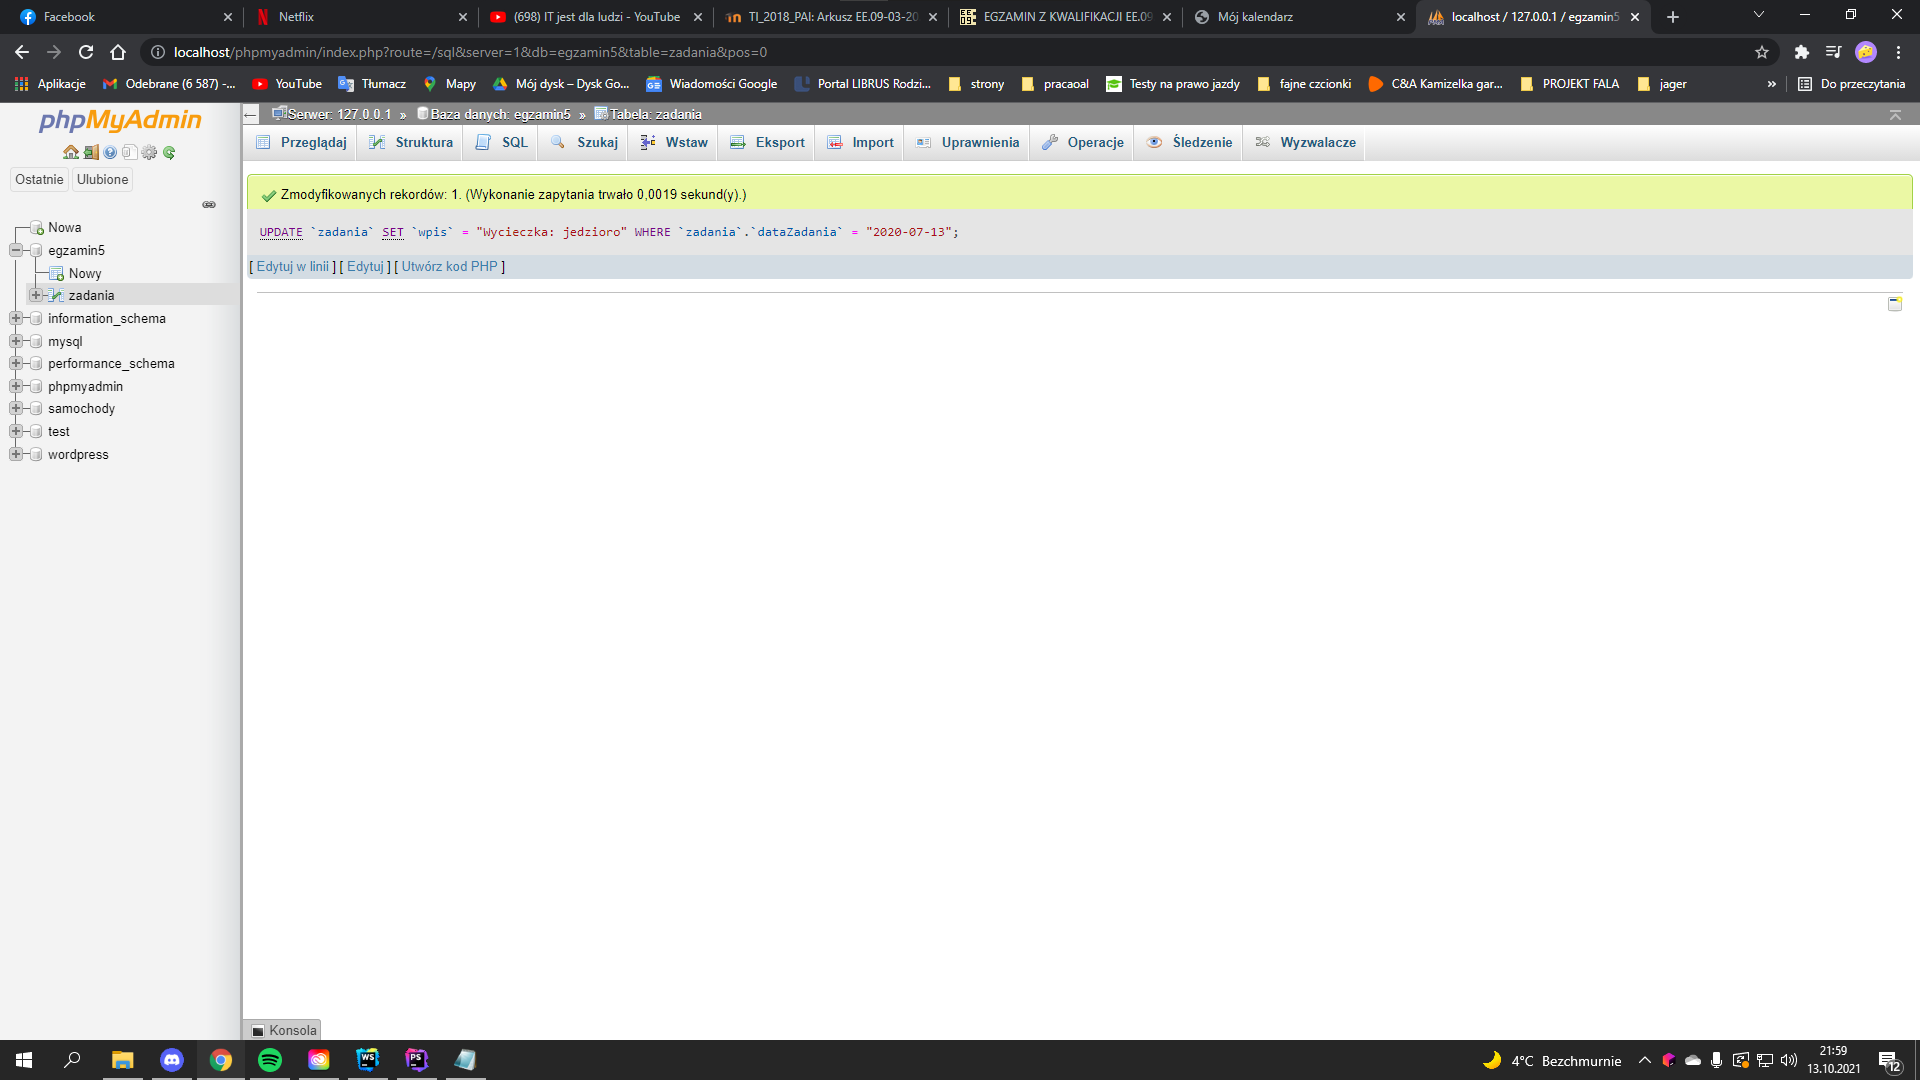 Facebook
Netflix
(698) IT jest dla ludzi - YouTube
TI_2018_PAI: Arkusz EE.09-03-20
EGZAMIN Z KWALIFIKACJI EE.09
Mój kalendarz
localhost / 127.0.0.1 / egzamin5
localhost/phpmyadmin/index.php?route=/sql&server=1&db=egzamin5&table=zadania&pos=0
Aplikacje
Odebrane (6 587) -...
YouTube
Tłumacz
Mapy
Mój dysk – Dysk Go...
Wiadomości Google
Portal LIBRUS Rodzi...
strony
pracaoal
Testy na prawo jazdy
fajne czcionki
C&A Kamizelka gar...
PROJEKT FALA
jager
»
Do przeczytania
phpMyAdmin
Ostatnie
Ulubione
Nowa
egzamin5
Nowy
zadania
information_schema
mysql
performance_schema
phpmyadmin
samochody
test
wordpress
Serwer: 127.0.0.1 » Baza danych: egzamin5 » Tabela: zadania
Przeglądaj
Struktura
SQL
Szukaj
Wstaw
Eksport
Import
Uprawnienia
Operacje
Śledzenie
Wyzwalacze
Zmodyfikowanych rekordów: 1. (Wykonanie zapytania trwało 0,0019 sekund(y).)
UPDATE `zadania` SET `wpis` = "Wycieczka: jedzioro" WHERE `zadania`.`dataZadania` = "2020-07-13";
[ Edytuj w linii ] [ Edytuj ] [ Utwórz kod PHP ]
Konsola
WS
PS
4°C Bezchmurnie
21:59
13.10.2021
12